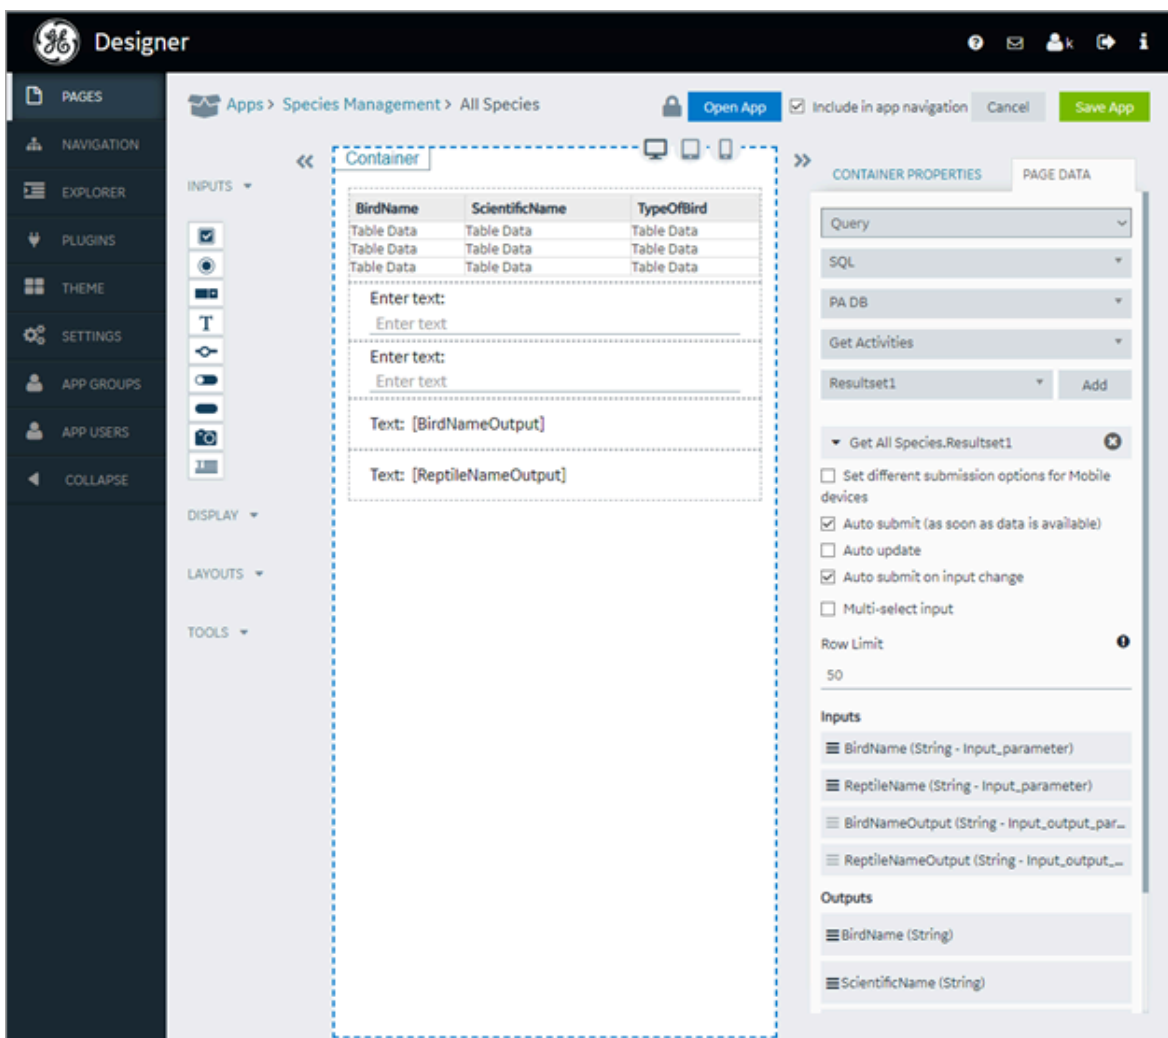 Designer
k
i
PAGES
NAVIGATION
EXPLORER
PLUGINS
THEME
SETTINGS
APP GROUPS
APP USERS
COLLAPSE
Apps > Species Management > All Species
Open App
Include in app navigation
Cancel
Save App
INPUTS
T
DISPLAY
LAYOUTS
TOOLS
Container
BirdName ScientificName TypeOfBird
Table Data Table Data Table Data
Table Data Table Data Table Data
Table Data Table Data Table Data
Enter text:
Enter text
Enter text:
Enter text
Text: [BirdNameOutput]
Text: [ReptileNameOutput]
CONTAINER PROPERTIES
PAGE DATA
Query
SQL
PA DB
Get Activities
Resultset1
Add
Get All Species.Resultset1
Set different submission options for Mobile
devices
Auto submit (as soon as data is available)
Auto update
Auto submit on input change
Multi-select input
Row Limit
50
Inputs
BirdName (String - Input_parameter)
ReptileName (String - Input_parameter)
BirdNameOutput (String - Input_output_par...
ReptileNameOutput (String - Input_output_...
Outputs
BirdName (String)
ScientificName (String)